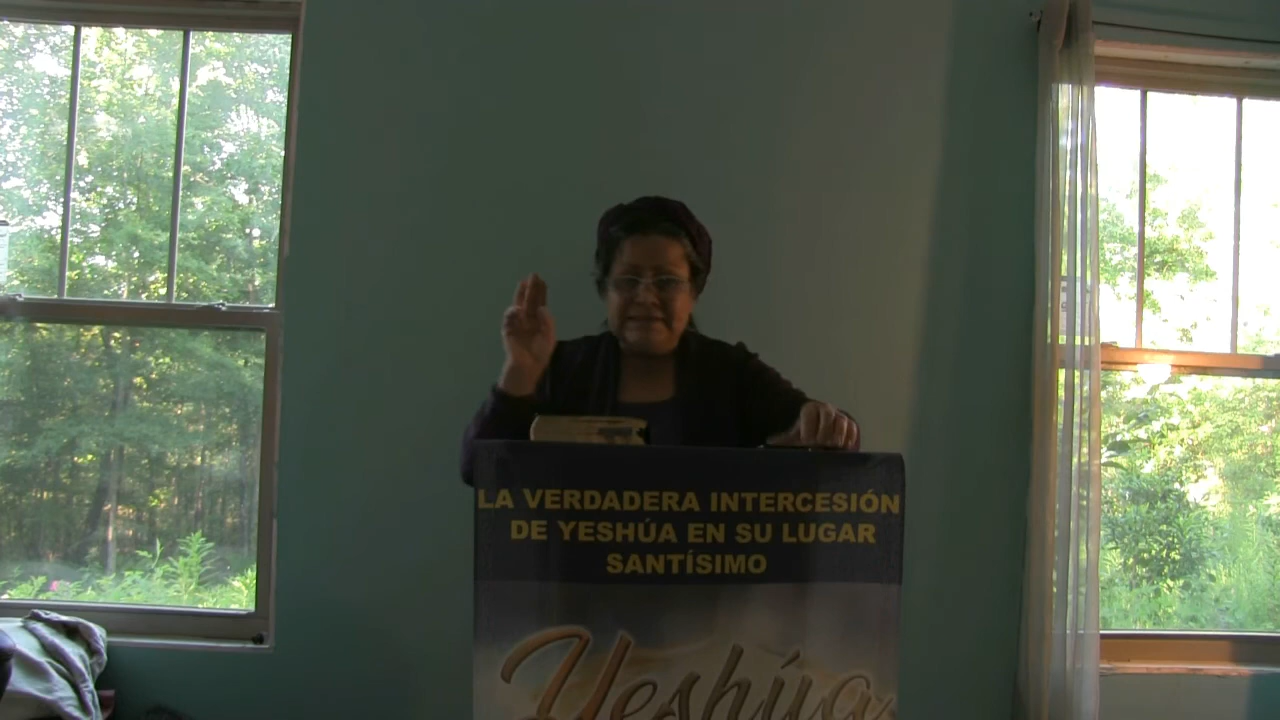 LA VERDADERA INTERCESIÓN
DE YESHÚA EN SU LUGAR
SANTÍSIMO
Yeshúa